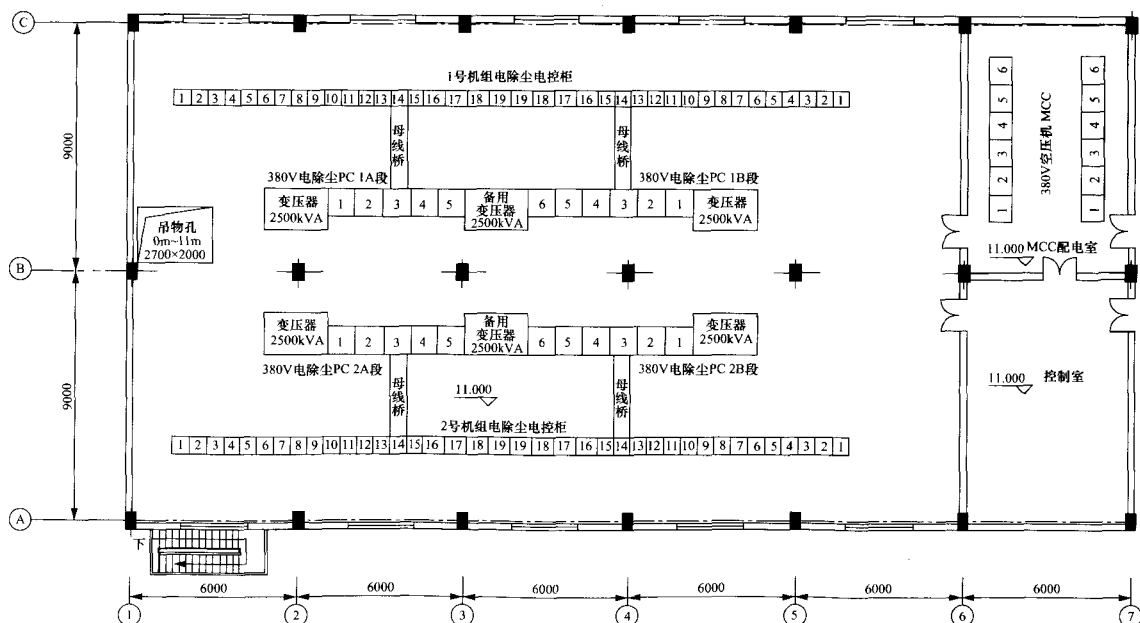 C
1号机组电除尘电控柜
1 2 3 4 5 6 7 8 9 10 11 12 13 14 15 16 17 18 19 19 18 17 16 15 14 13 12 11 10 9 8 7 6 5 4 3 2 1
母线桥
母线桥
380V电除尘PC 1A段
380V电除尘PC 1B段
变压器
2500kVA
1 2 3 4 5
备用
变压器
2500kVA
6 5 4 3 2 1
变压器
2500kVA
6 5 4 3 2 1
380V空压机 MCC
6 5 4 3 2 1
9000
吊物孔
0m~11m
2700×2000
11.000
MCC配电室
B
变压器
2500kVA
1 2 3 4 5
备用
变压器
2500kVA
6 5 4 3 2 1
变压器
2500kVA
380V电除尘PC 2A段
380V电除尘PC 2B段
母线桥
母线桥
11.000
11.000
控制室
9000
2号机组电除尘电控柜
1 2 3 4 5 6 7 8 9 10 11 12 13 14 15 16 17 18 19 19 18 17 16 15 14 13 12 11 10 9 8 7 6 5 4 3 2 1
A
下
6000 6000 6000 6000 6000 6000
1 2 3 4 5 6 7